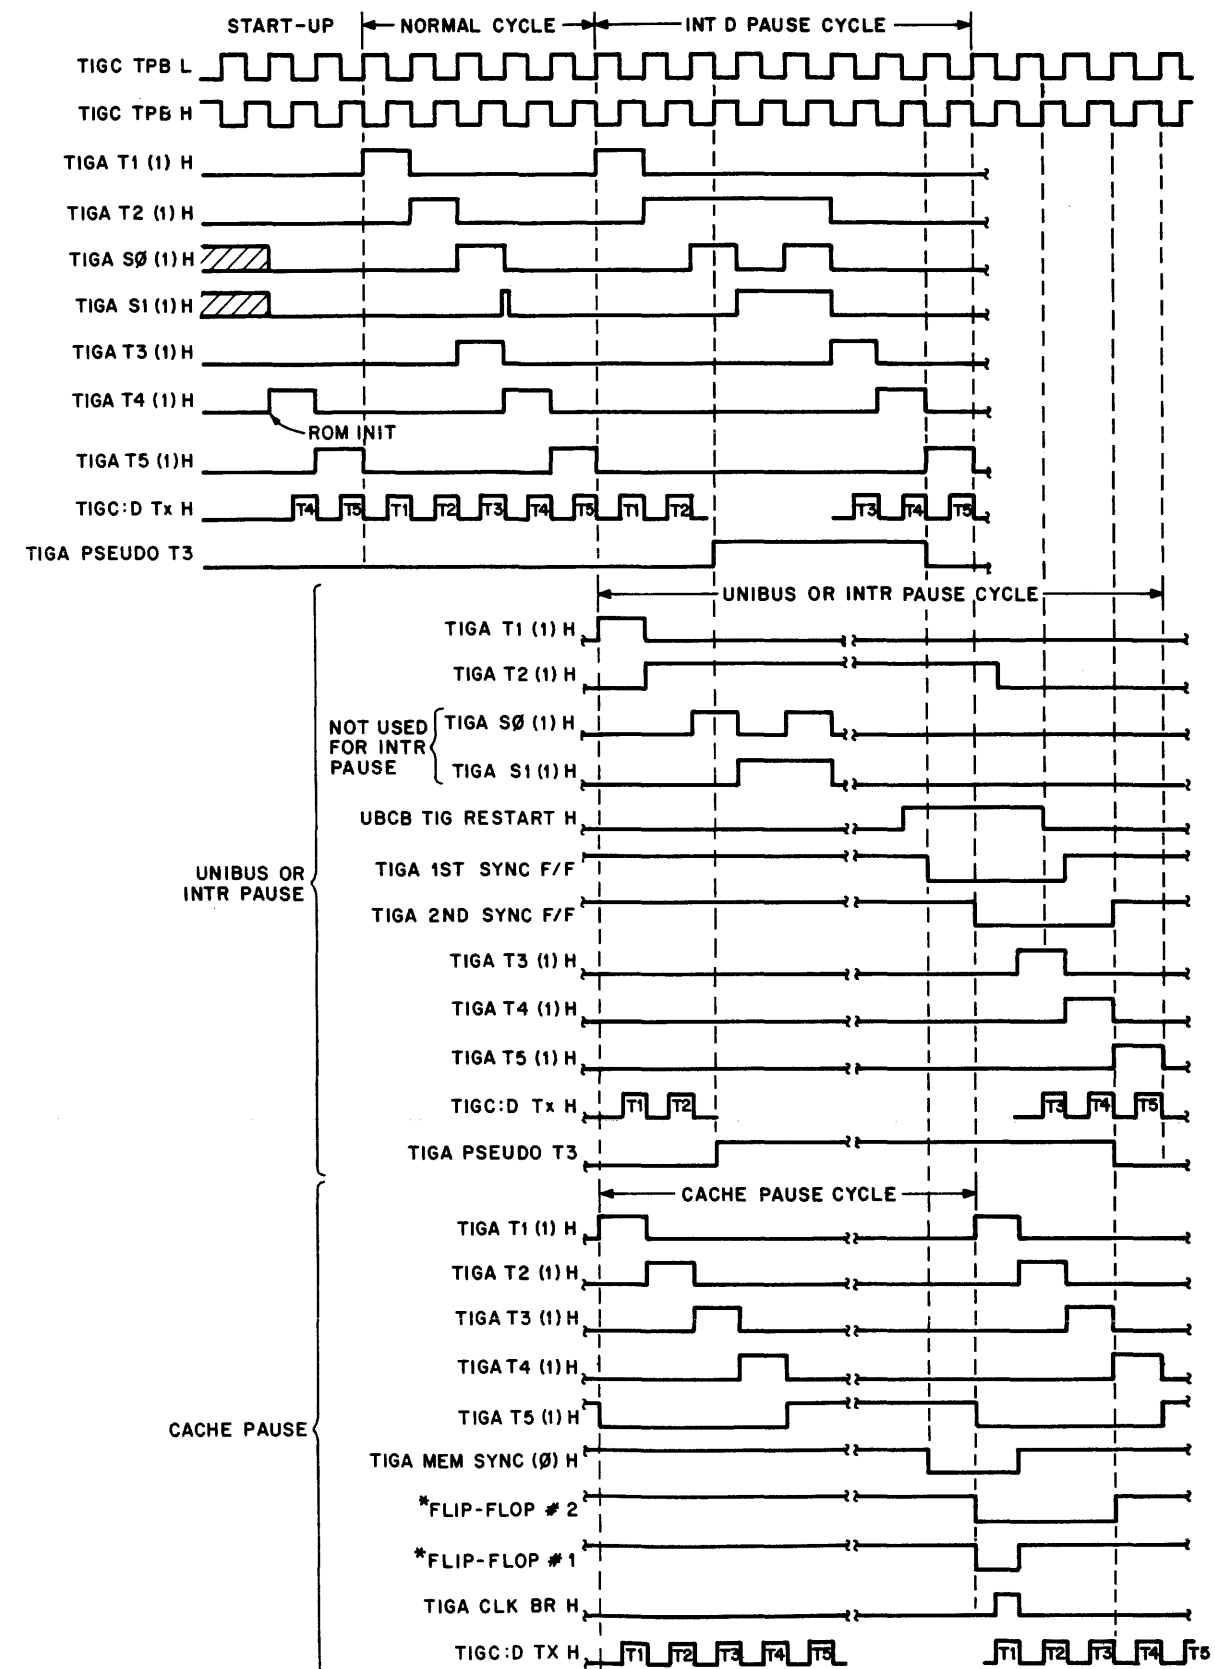 START-UP NORMAL CYCLE INT D PAUSE CYCLE
TIGC TPB L
TIGC TPB H
TIGA T1 (1) H
TIGA T2 (1) H
TIGA SØ (1) H
TIGA S1 (1) H
TIGA T3 (1) H
TIGA T4 (1) H
ROM INIT
TIGA T5 (1) H
TIGC:D Tx H T4 T5 T1 T2 T3 T4 T5 T1 T2 T3 T4 T5
TIGA PSEUDO T3
UNIBUS OR INTR PAUSE CYCLE
TIGA T1 (1) H
TIGA T2 (1) H
NOT USED
FOR INTR
PAUSE
TIGA SØ (1) H
TIGA S1 (1) H
UBCB TIG RESTART H
UNIBUS OR
INTR PAUSE
TIGA 1ST SYNC F/F
TIGA 2ND SYNC F/F
TIGA T3 (1) H
TIGA T4 (1) H
TIGA T5 (1) H
TIGC:D Tx H T1 T2 T3 T4 T5
TIGA PSEUDO T3
CACHE PAUSE CYCLE
TIGA T1 (1) H
TIGA T2 (1) H
TIGA T3 (1) H
TIGA T4 (1) H
TIGA T5 (1) H
CACHE PAUSE
TIGA MEM SYNC (Ø) H
*FLIP-FLOP # 2
*FLIP-FLOP # 1
TIGA CLK BR H
TIGC:D TX H T1 T2 T3 T4 T5 T1 T2 T3 T4 T5